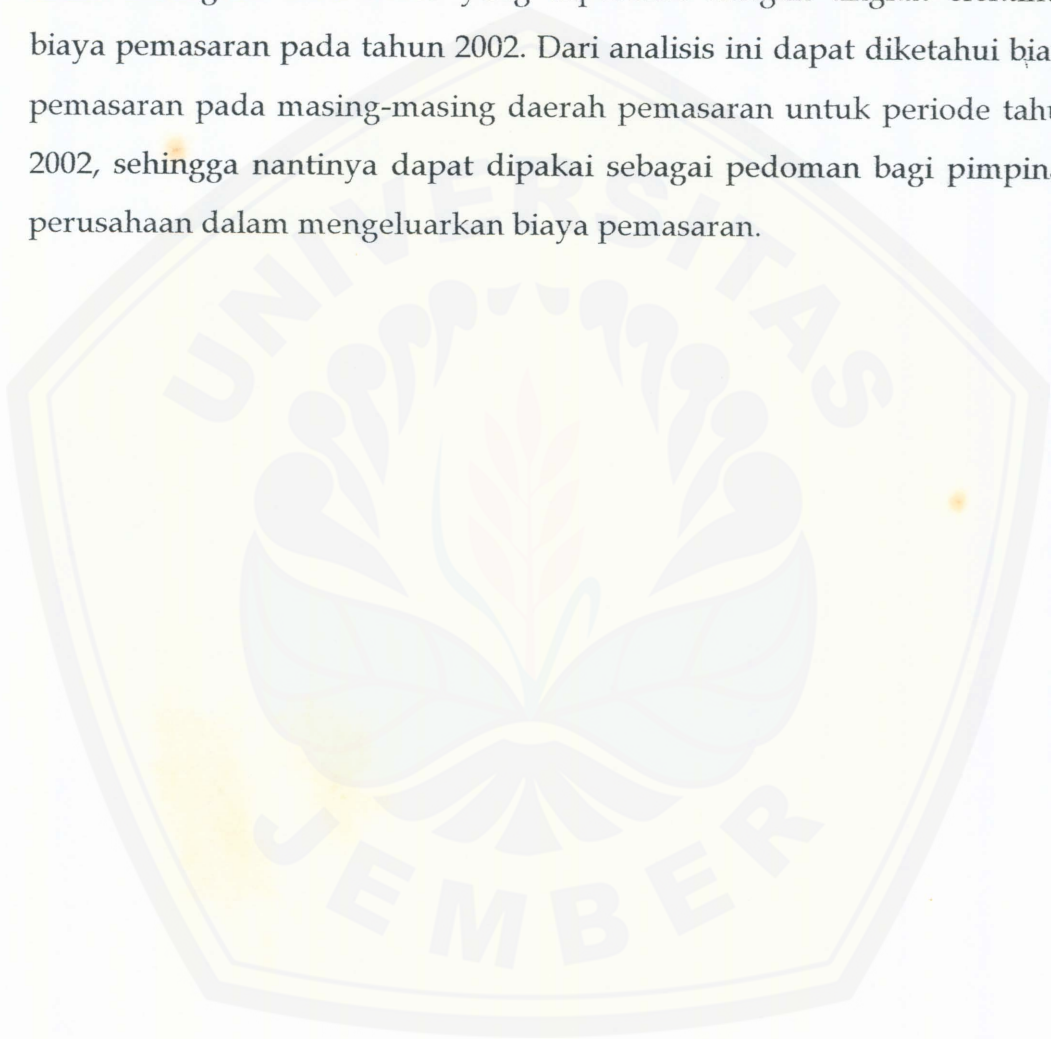 biaya pemasaran pada tahun 2002. Dari analisis ini dapat diketahui bia
pemasaran pada masing-masing daerah pemasaran untuk periode tah
2002, sehingga nantinya dapat dipakai sebagai pedoman bagi pimpin
perusahaan dalam mengeluarkan biaya pemasaran.
UNIVERSITAS
JEMBER